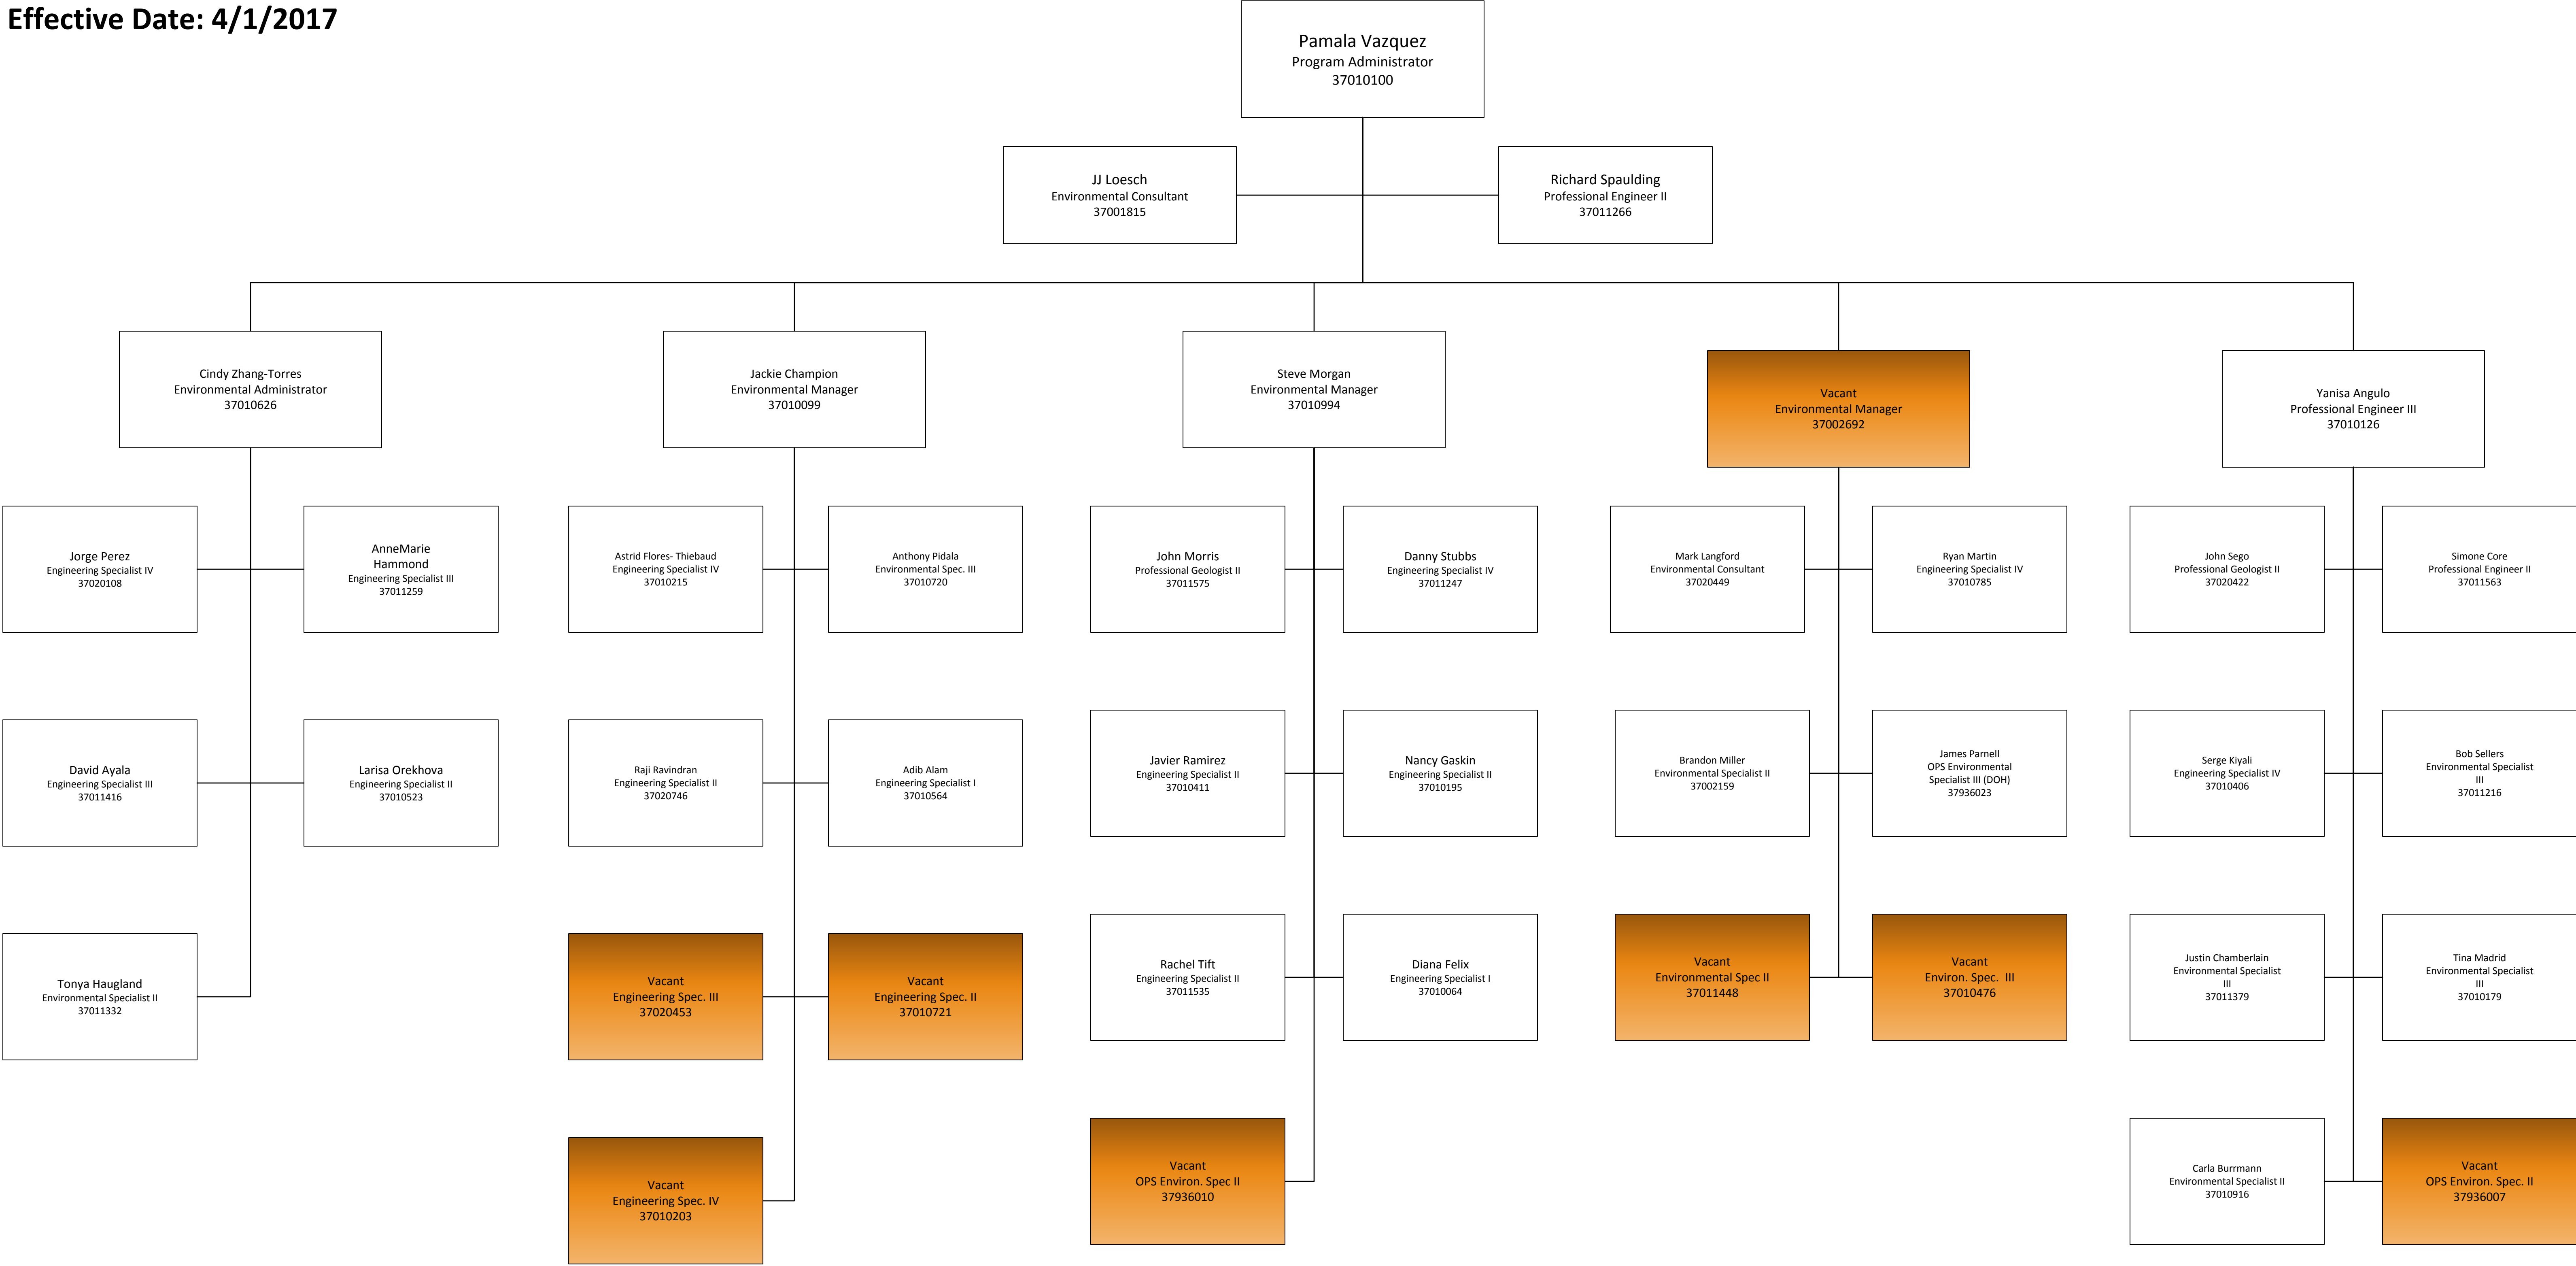 Effective Date: 4/1/2017
Pamala Vazquez
Program Administrator
37010100
JJ Loesch
Environmental Consultant
37001815
Richard Spaulding
Professional Engineer II
37011266
Cindy Zhang-Torres
Environmental Administrator
37010626
Jackie Champion
Environmental Manager
37010099
Steve Morgan
Environmental Manager
37010994
Vacant
Environmental Manager
37002692
Yanisa Angulo
Professional Engineer III
37010126
Jorge Perez
Engineering Specialist IV
37020108
AnneMarie
Hammond
Engineering Specialist III
37011259
Astrid Flores- Thiebaud
Engineering Specialist IV
37010215
Anthony Pidala
Environmental Spec. III
37010720
John Morris
Professional Geologist II
37011575
Danny Stubbs
Engineering Specialist IV
37011247
Mark Langford
Environmental Consultant
37020449
Ryan Martin
Engineering Specialist IV
37010785
John Sego
Professional Geologist II
37020422
Simone Core
Professional Engineer II
37011563
David Ayala
Engineering Specialist III
37011416
Larisa Orekhova
Engineering Specialist II
37010523
Raji Ravindran
Engineering Specialist II
37020746
Adib Alam
Engineering Specialist I
37010564
Javier Ramirez
Engineering Specialist II
37010411
Nancy Gaskin
Engineering Specialist II
37010195
Brandon Miller
Environmental Specialist II
37002159
James Parnell
OPS Environmental
Specialist III (DOH)
37936023
Serge Kiyali
Engineering Specialist IV
37010406
Bob Sellers
Environmental Specialist
III
37011216
Tonya Haugland
Environmental Specialist II
37011332
Vacant
Engineering Spec. III
37020453
Vacant
Engineering Spec. II
37010721
Rachel Tift
Engineering Specialist II
37011535
Diana Felix
Engineering Specialist I
37010064
Vacant
Environmental Spec II
37011448
Vacant
Environ. Spec. III
37010476
Justin Chamberlain
Environmental Specialist
III
37011379
Tina Madrid
Environmental Specialist
III
37010179
Vacant
Engineering Spec. IV
37010203
Vacant
OPS Environ. Spec II
37936010
Carla Burrmann
Environmental Specialist II
37010916
Vacant
OPS Environ. Spec. II
37936007